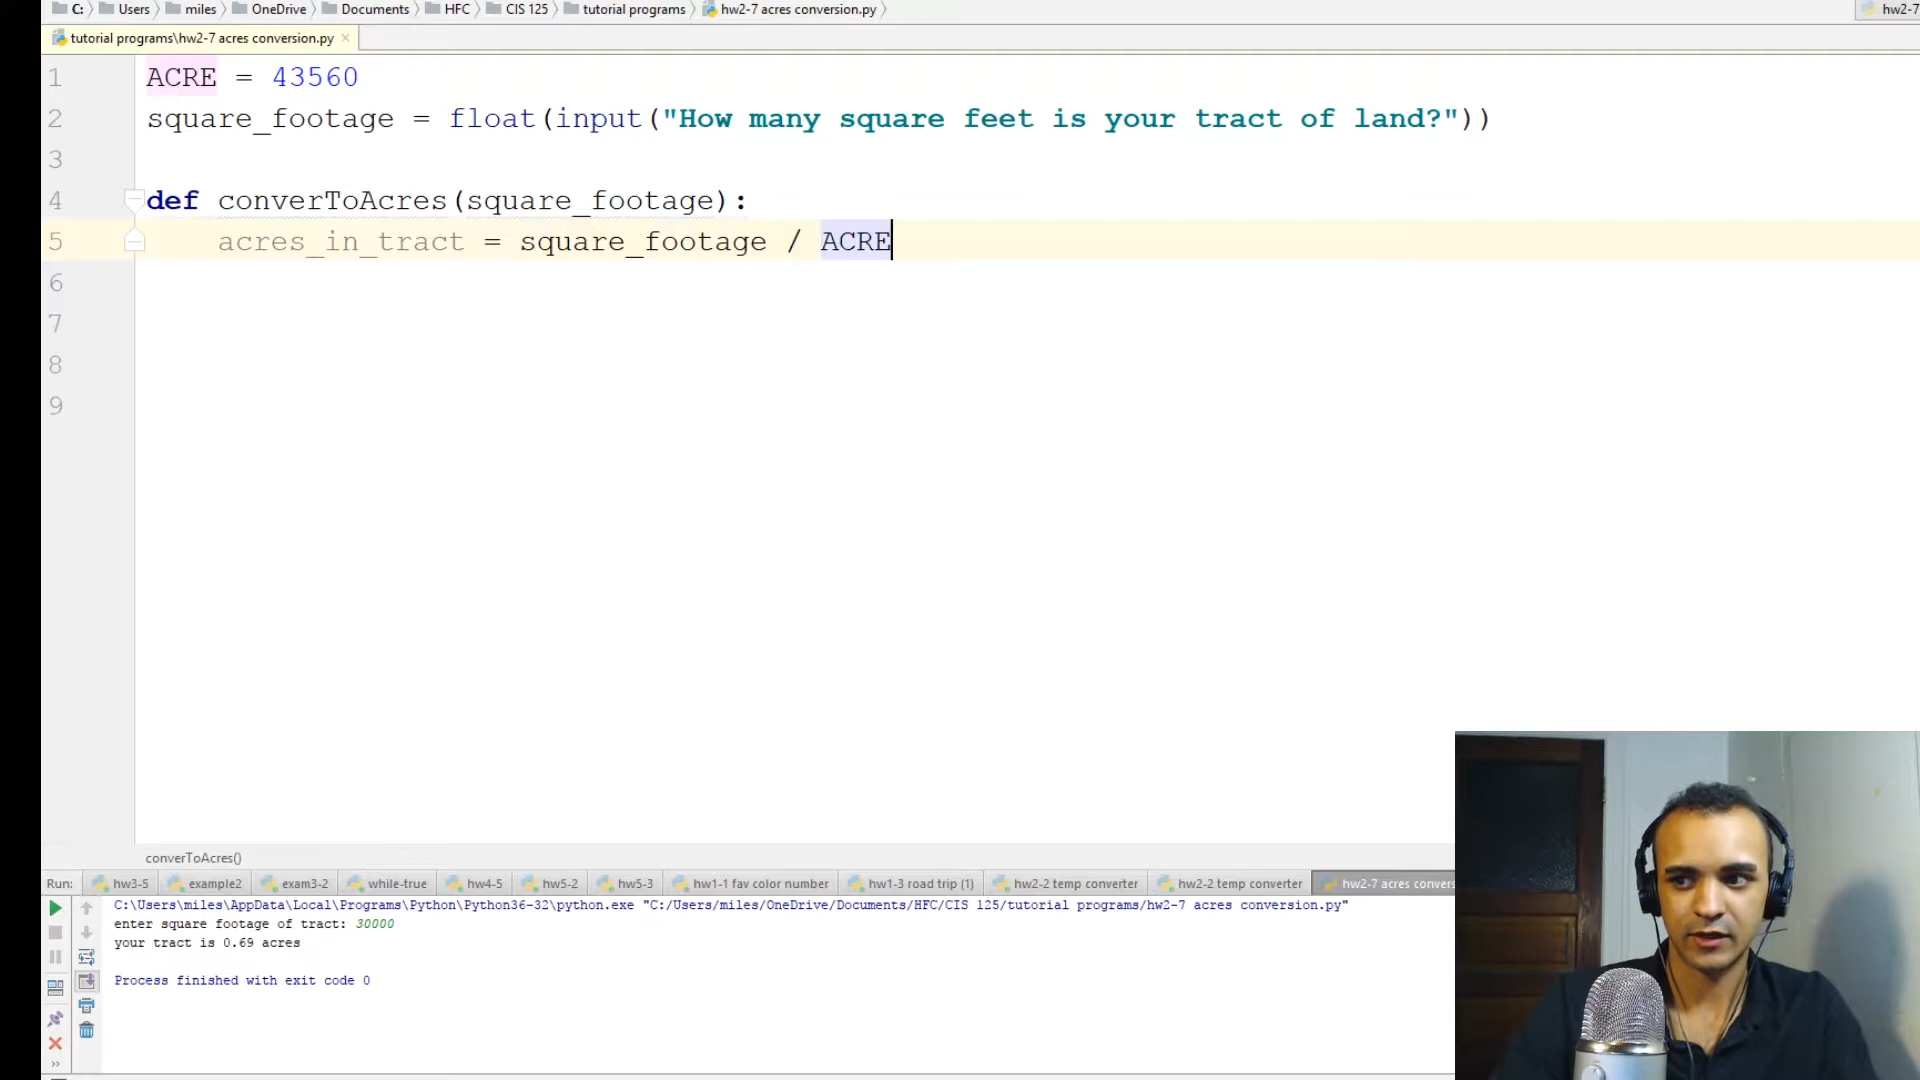 C: Users miles OneDrive Documents HFC CIS 125 tutorial programs hw2-7 acres conversion.py hw2-7
tutorial programs\hw2-7 acres conversion.py
1 ACRE = 43560
2 square_footage = float(input("How many square feet is your tract of land?"))
3
4 def converToAcres(square_footage):
5 acres_in_tract = square_footage / ACRE
6
7
8
9
converToAcres()
Run: hw3-5 example2 exam3-2 while-true hw4-5 hw5-2 hw5-3 hw1-1 fav color number hw1-3 road trip (1) hw2-2 temp converter hw2-2 temp converter hw2-7 acres convers
C:\Users\miles\AppData\Local\Programs\Python\Python36-32\python.exe "C:/Users/miles/OneDrive/Documents/HFC/CIS 125/tutorial programs/hw2-7 acres conversion.py"
enter square footage of tract: 30000
your tract is 0.69 acres
Process finished with exit code 0